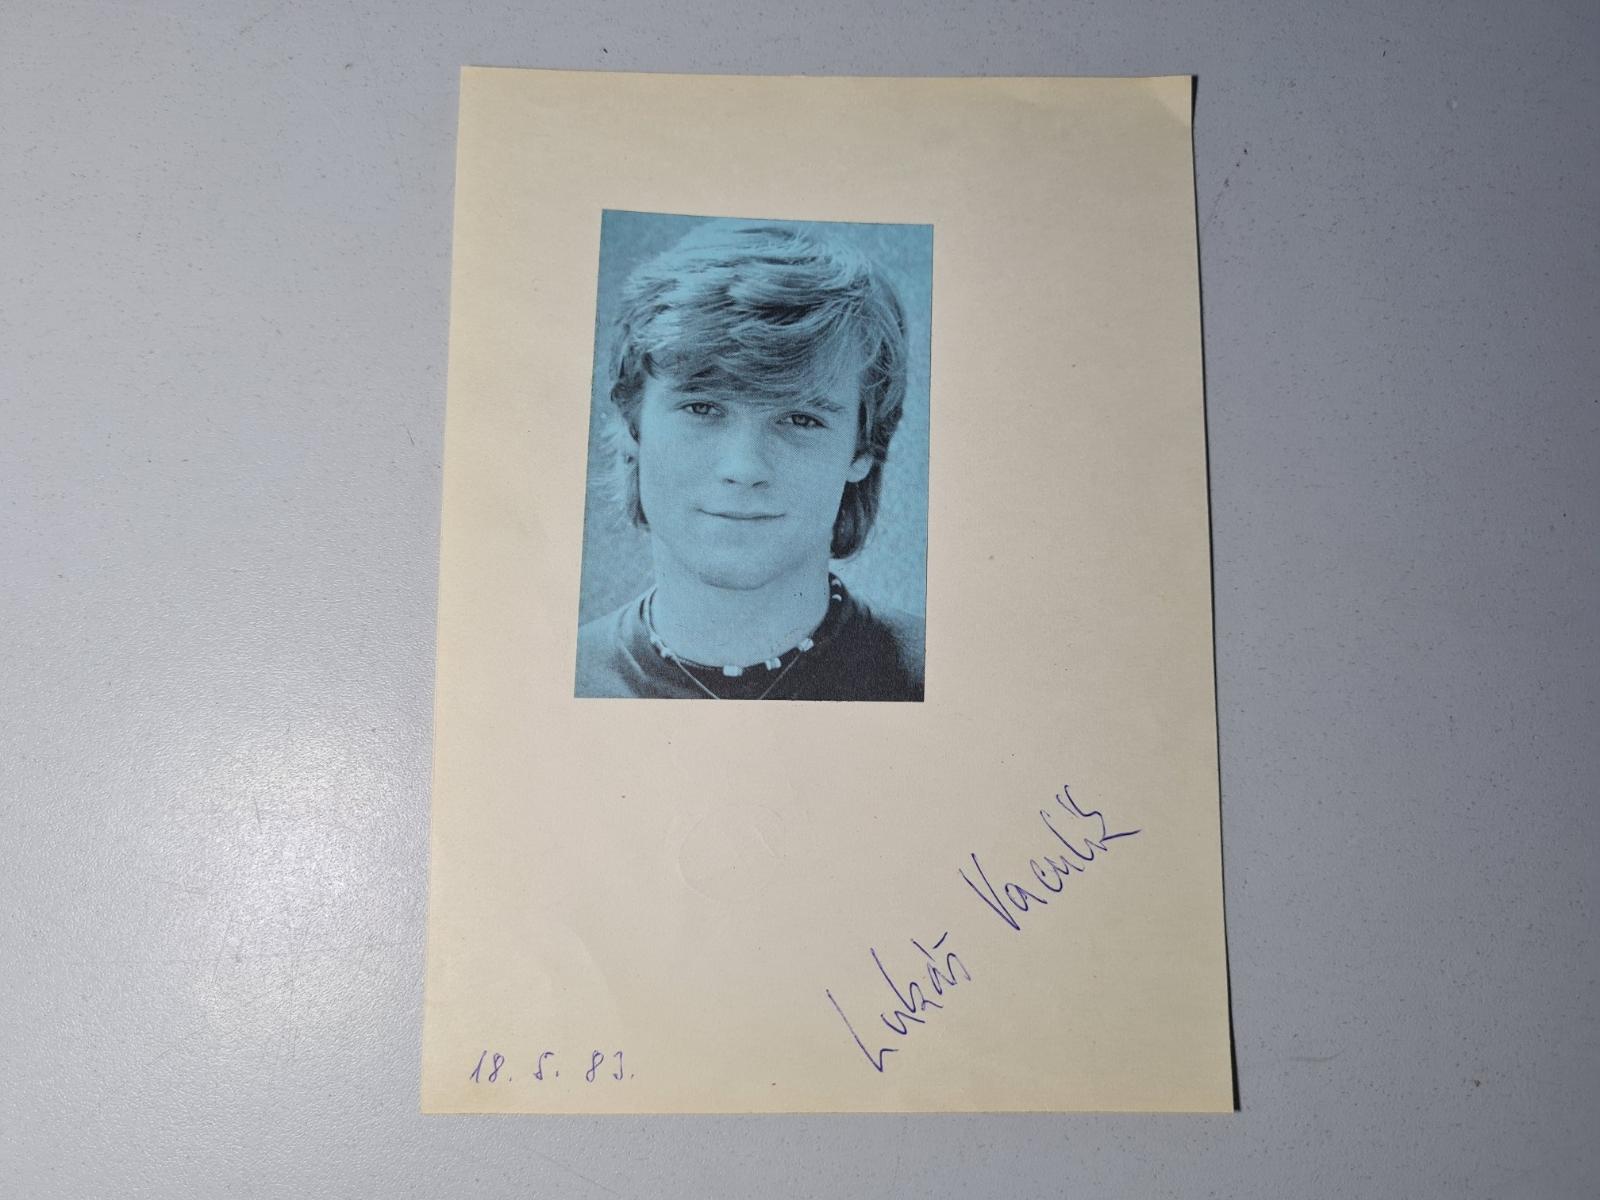 Lukáš Vaculík
18. 5. 83.